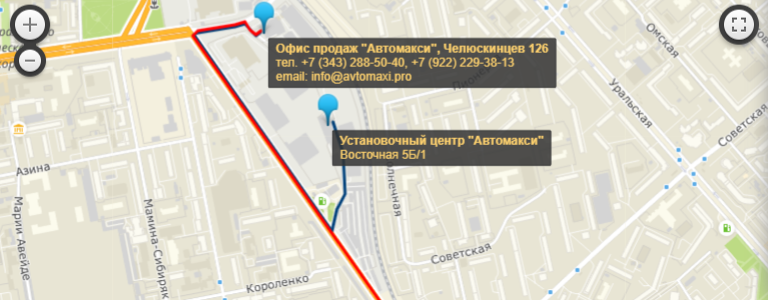 +
−
Офис продаж "Автомакси", Челюскинцев 126
тел. +7 (343) 288-50-40, +7 (922) 229-38-13
email: info@avtomaxi.pro
Установочный центр "Автомакси"
Восточная 5Б/1
Омская
Уральская
Советская
Азина
Марии Авейде
Мамина-Сибиряк
Короленко
Советская